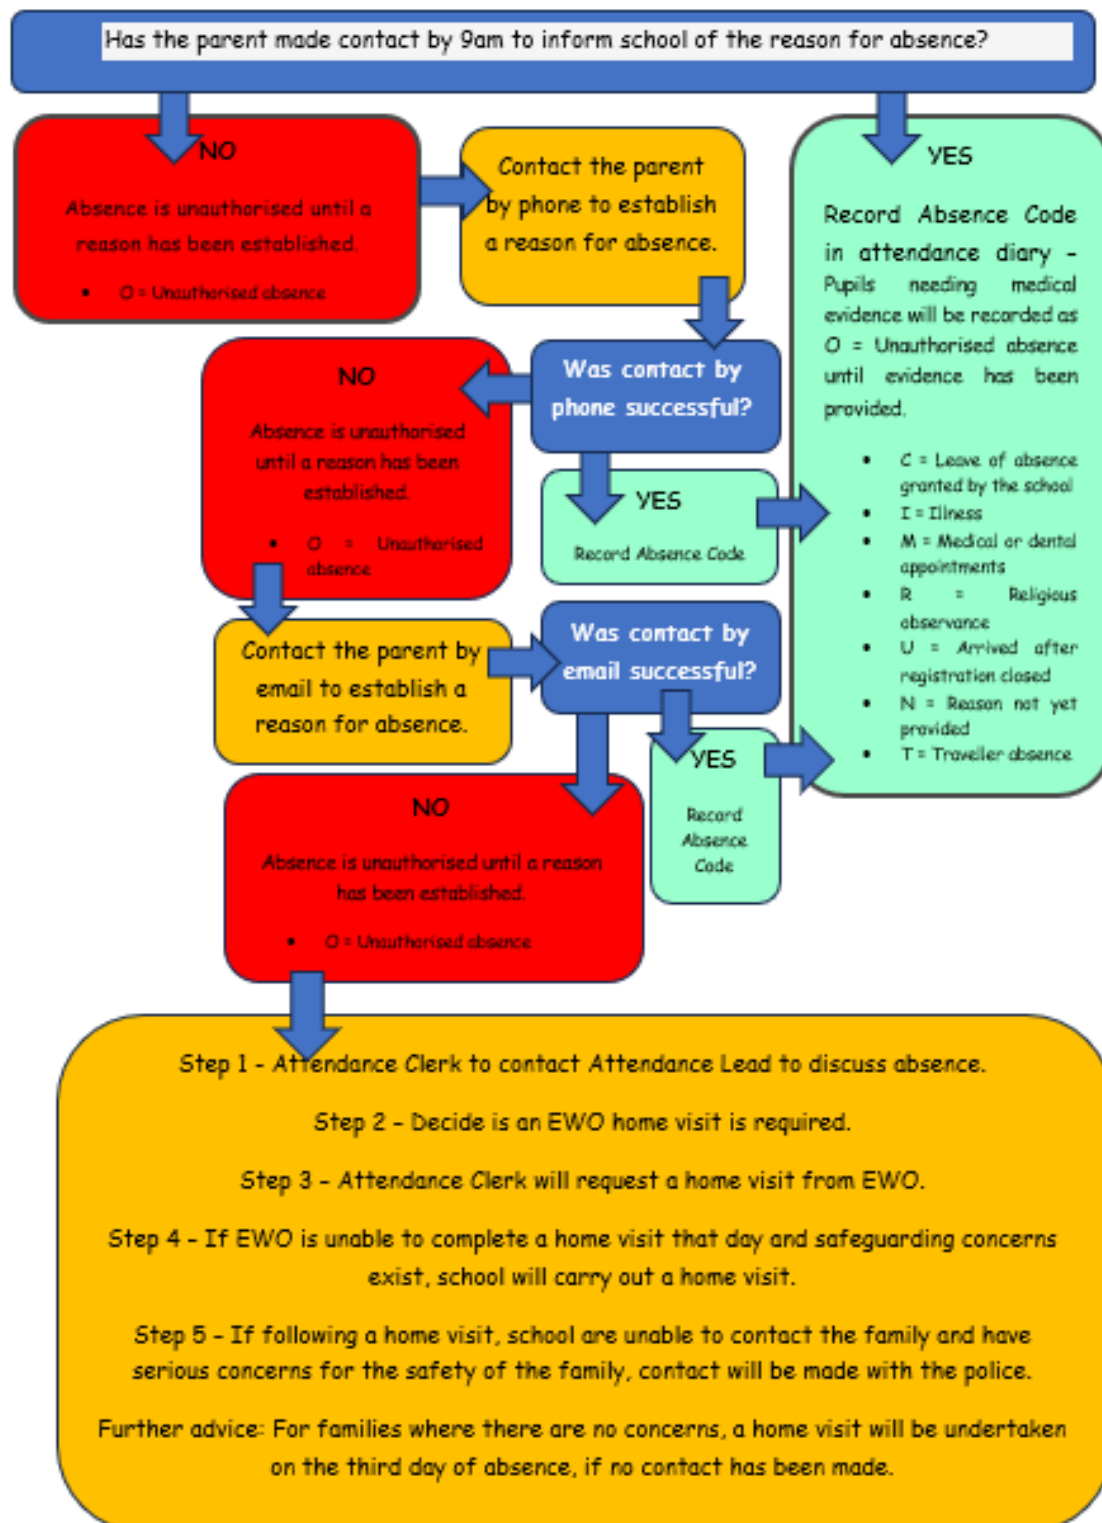 Has the parent made contact by 9am to inform school of the reason for absence?
NO
Absence is unauthorised until a
reason has been established.
• O = Unauthorised absence
Contact the parent
by phone to establish
a reason for absence.
YES
Record Absence Code
in attendance diary –
Pupils needing medical
evidence will be recorded as
O = Unauthorised absence
until evidence has been
provided.
• C = Leave of absence
granted by the school
• I = Illness
• M = Medical or dental
appointments
• R = Religious
observance
• U = Arrived after
registration closed
• N = Reason not yet
provided
• T = Traveller absence
Was contact by
phone successful?
NO
Absence is unauthorised
until a reason has been
established.
• O = Unauthorised
absence
YES
Record Absence Code
Contact the parent by
email to establish a
reason for absence.
Was contact by
email successful?
YES
Record
Absence
Code
NO
Absence is unauthorised until a reason
has been established.
• O = Unauthorised absence
Step 1 – Attendance Clerk to contact Attendance Lead to discuss absence.
Step 2 – Decide is an EWO home visit is required.
Step 3 – Attendance Clerk will request a home visit from EWO.
Step 4 – If EWO is unable to complete a home visit that day and safeguarding concerns
exist, school will carry out a home visit.
Step 5 – If following a home visit, school are unable to contact the family and have
serious concerns for the safety of the family, contact will be made with the police.
Further advice: For families where there are no concerns, a home visit will be undertaken
on the third day of absence, if no contact has been made.